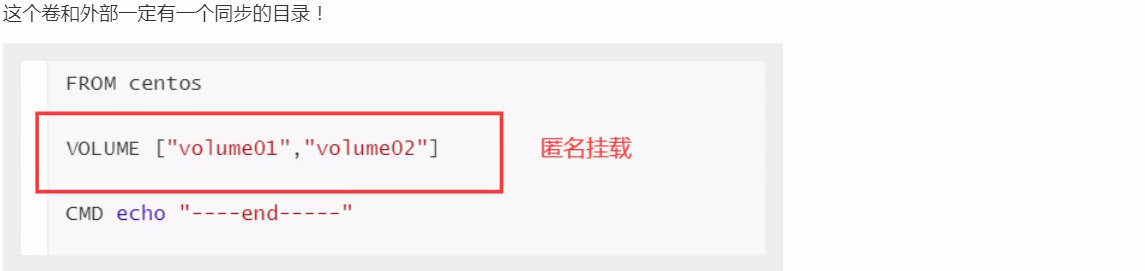 这个卷和外部一定有一个同步的目录！
FROM centos
VOLUME ["volume01","volume02"]
匿名挂载
CMD echo "----end-----"